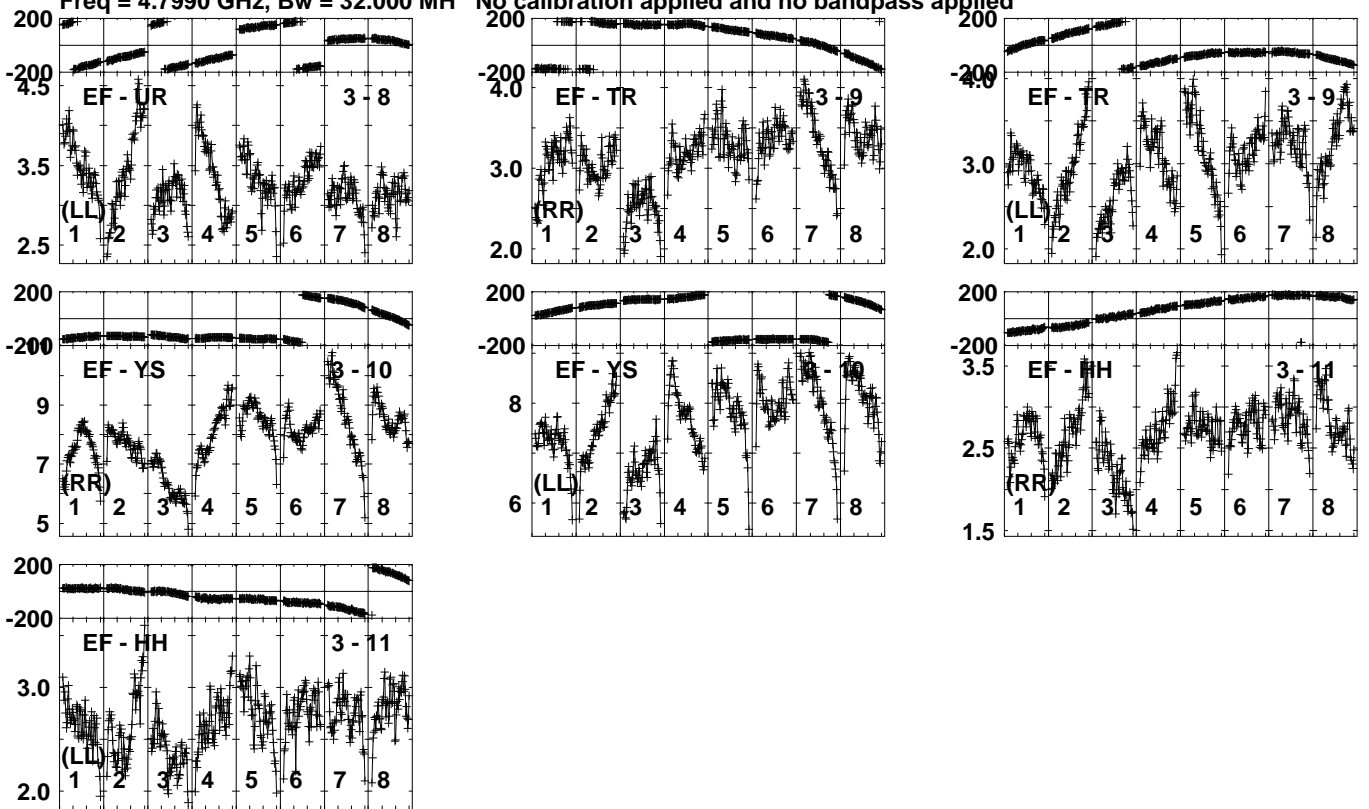 Freq = 4.7990 GHz, Bw = 32.000 MH No calibration applied and no bandpass applied
200
-200
4.5
3.5
2.5
EF - UR 3 - 8
(LL)
1 2 3 4 5 6 7 8
200
-200
4.0
3.0
2.0
EF - TR 3 - 9
(RR)
1 2 3 4 5 6 7 8
200
-200
4.0
3.0
2.0
EF - TR 3 - 9
(LL)
1 2 3 4 5 6 7 8
200
-200
11
9
7
5
EF - YS 3 - 10
(RR)
1 2 3 4 5 6 7 8
200
-200
8
6
EF - YS 3 - 10
(LL)
1 2 3 4 5 6 7 8
200
-200
3.5
2.5
1.5
EF - HH 3 - 11
(RR)
1 2 3 4 5 6 7 8
200
-200
3.0
2.0
EF - HH 3 - 11
(LL)
1 2 3 4 5 6 7 8